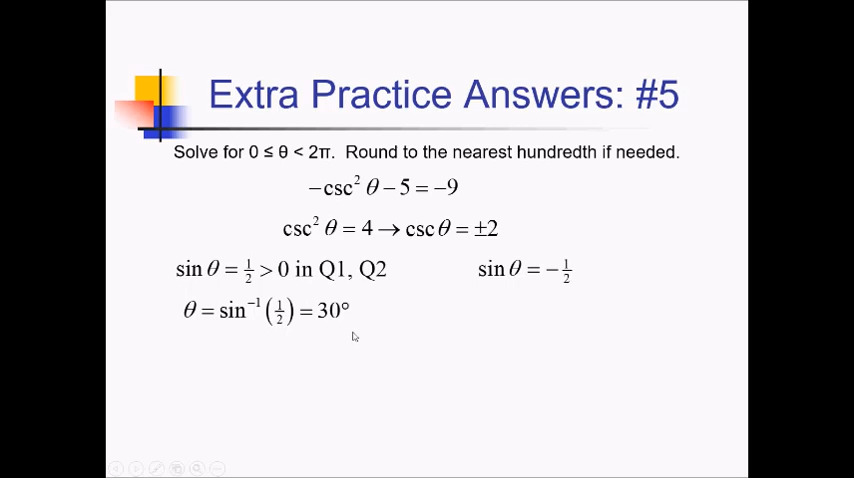 Extra Practice Answers: #5
Solve for 0 ≤ θ < 2π. Round to the nearest hundredth if needed.
−csc² θ − 5 = −9
csc² θ = 4 → csc θ = ±2
sin θ = 1/2 > 0 in Q1, Q2
sin θ = −1/2
θ = sin⁻¹(1/2) = 30°